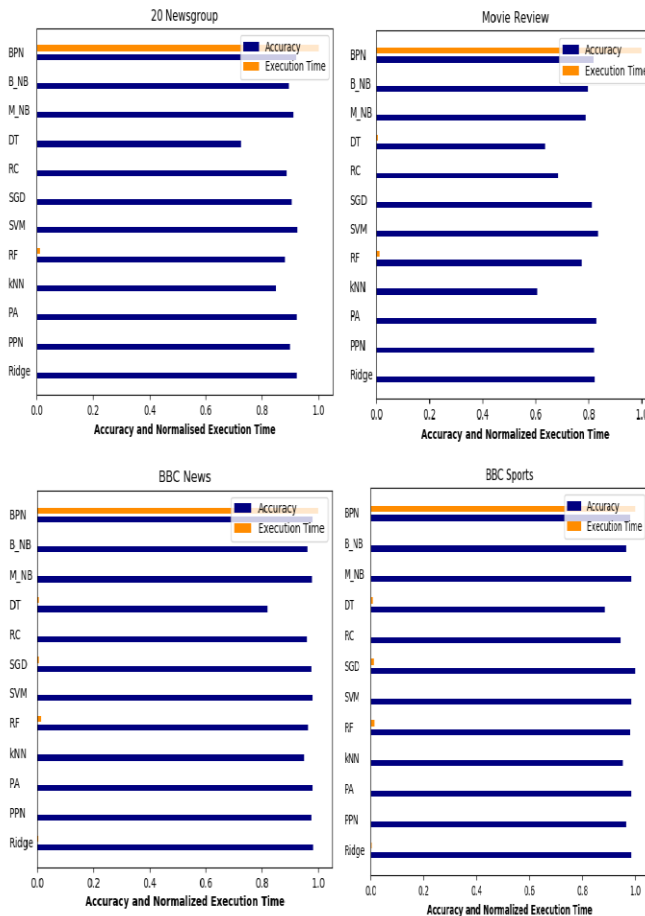 20 Newsgroup
Accuracy
Execution Time
BPN
B_NB
M_NB
DT
RC
SGD
SVM
RF
kNN
PA
PPN
Ridge
0.0 0.2 0.4 0.6 0.8 1.0
Accuracy and Normalised Execution Time
Movie Review
Accuracy
Execution Time
BPN
B_NB
M_NB
DT
RC
SGD
SVM
RF
kNN
PA
PPN
Ridge
0.0 0.2 0.4 0.6 0.8 1.0
Accuracy and Normalized Execution Time
BBC News
Accuracy
Execution Time
BPN
B_NB
M_NB
DT
RC
SGD
SVM
RF
kNN
PA
PPN
Ridge
0.0 0.2 0.4 0.6 0.8 1.0
Accuracy and Normalized Execution Time
BBC Sports
Accuracy
Execution Time
BPN
B_NB
M_NB
DT
RC
SGD
SVM
RF
kNN
PA
PPN
Ridge
0.0 0.2 0.4 0.6 0.8 1.0
Accuracy and Normalized Execution Time